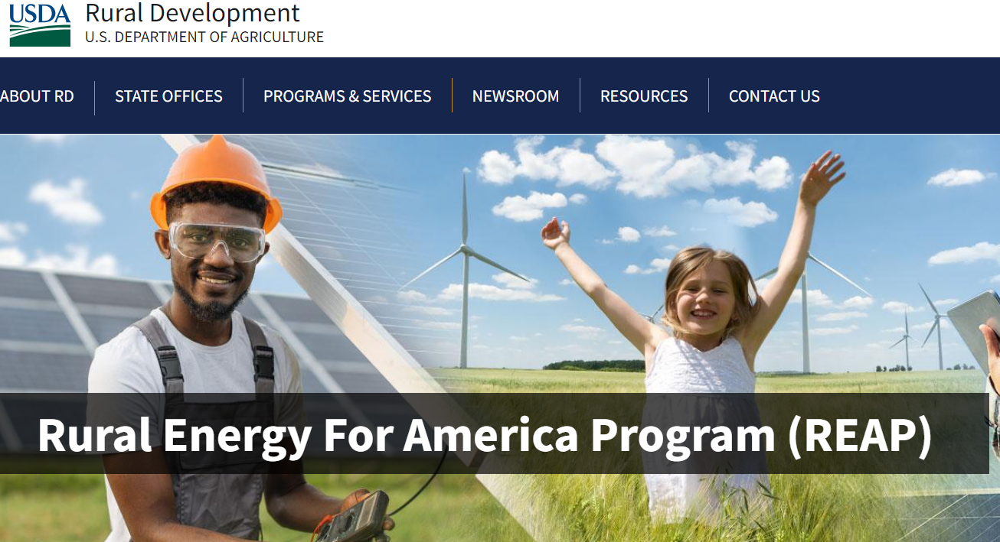 USDA
Rural Development
U.S. DEPARTMENT OF AGRICULTURE
ABOUT RD
STATE OFFICES
PROGRAMS & SERVICES
NEWSROOM
RESOURCES
CONTACT US
Rural Energy For America Program (REAP)